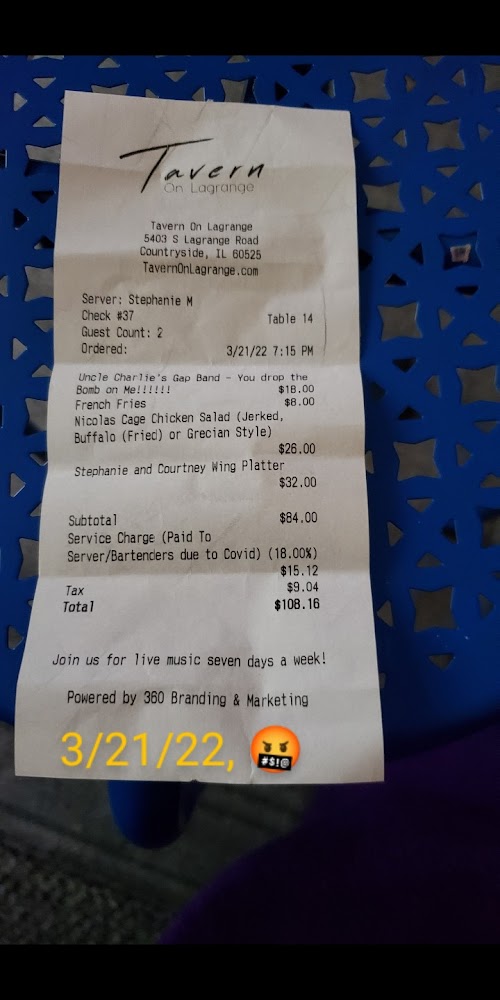 Tavern
On Lagrange
Tavern On Lagrange
5403 S Lagrange Road
Countryside, IL 60525
TavernOnLagrange.com
Server: Stephanie M
Check #37 Table 14
Guest Count: 2
Ordered: 3/21/22 7:15 PM
Uncle Charlie's Gap Band - You drop the
Bomb on Me!!!!!! $18.00
French Fries $8.00
Nicolas Cage Chicken Salad (Jerked,
Buffalo (Fried) or Grecian Style)
$26.00
Stephanie and Courtney Wing Platter
$32.00
Subtotal $84.00
Service Charge (Paid To
Server/Bartenders due to Covid) (18.00%)
$15.12
Tax $9.04
Total $108.16
Join us for live music seven days a week!
Powered by 360 Branding & Marketing
3/21/22, 🤬